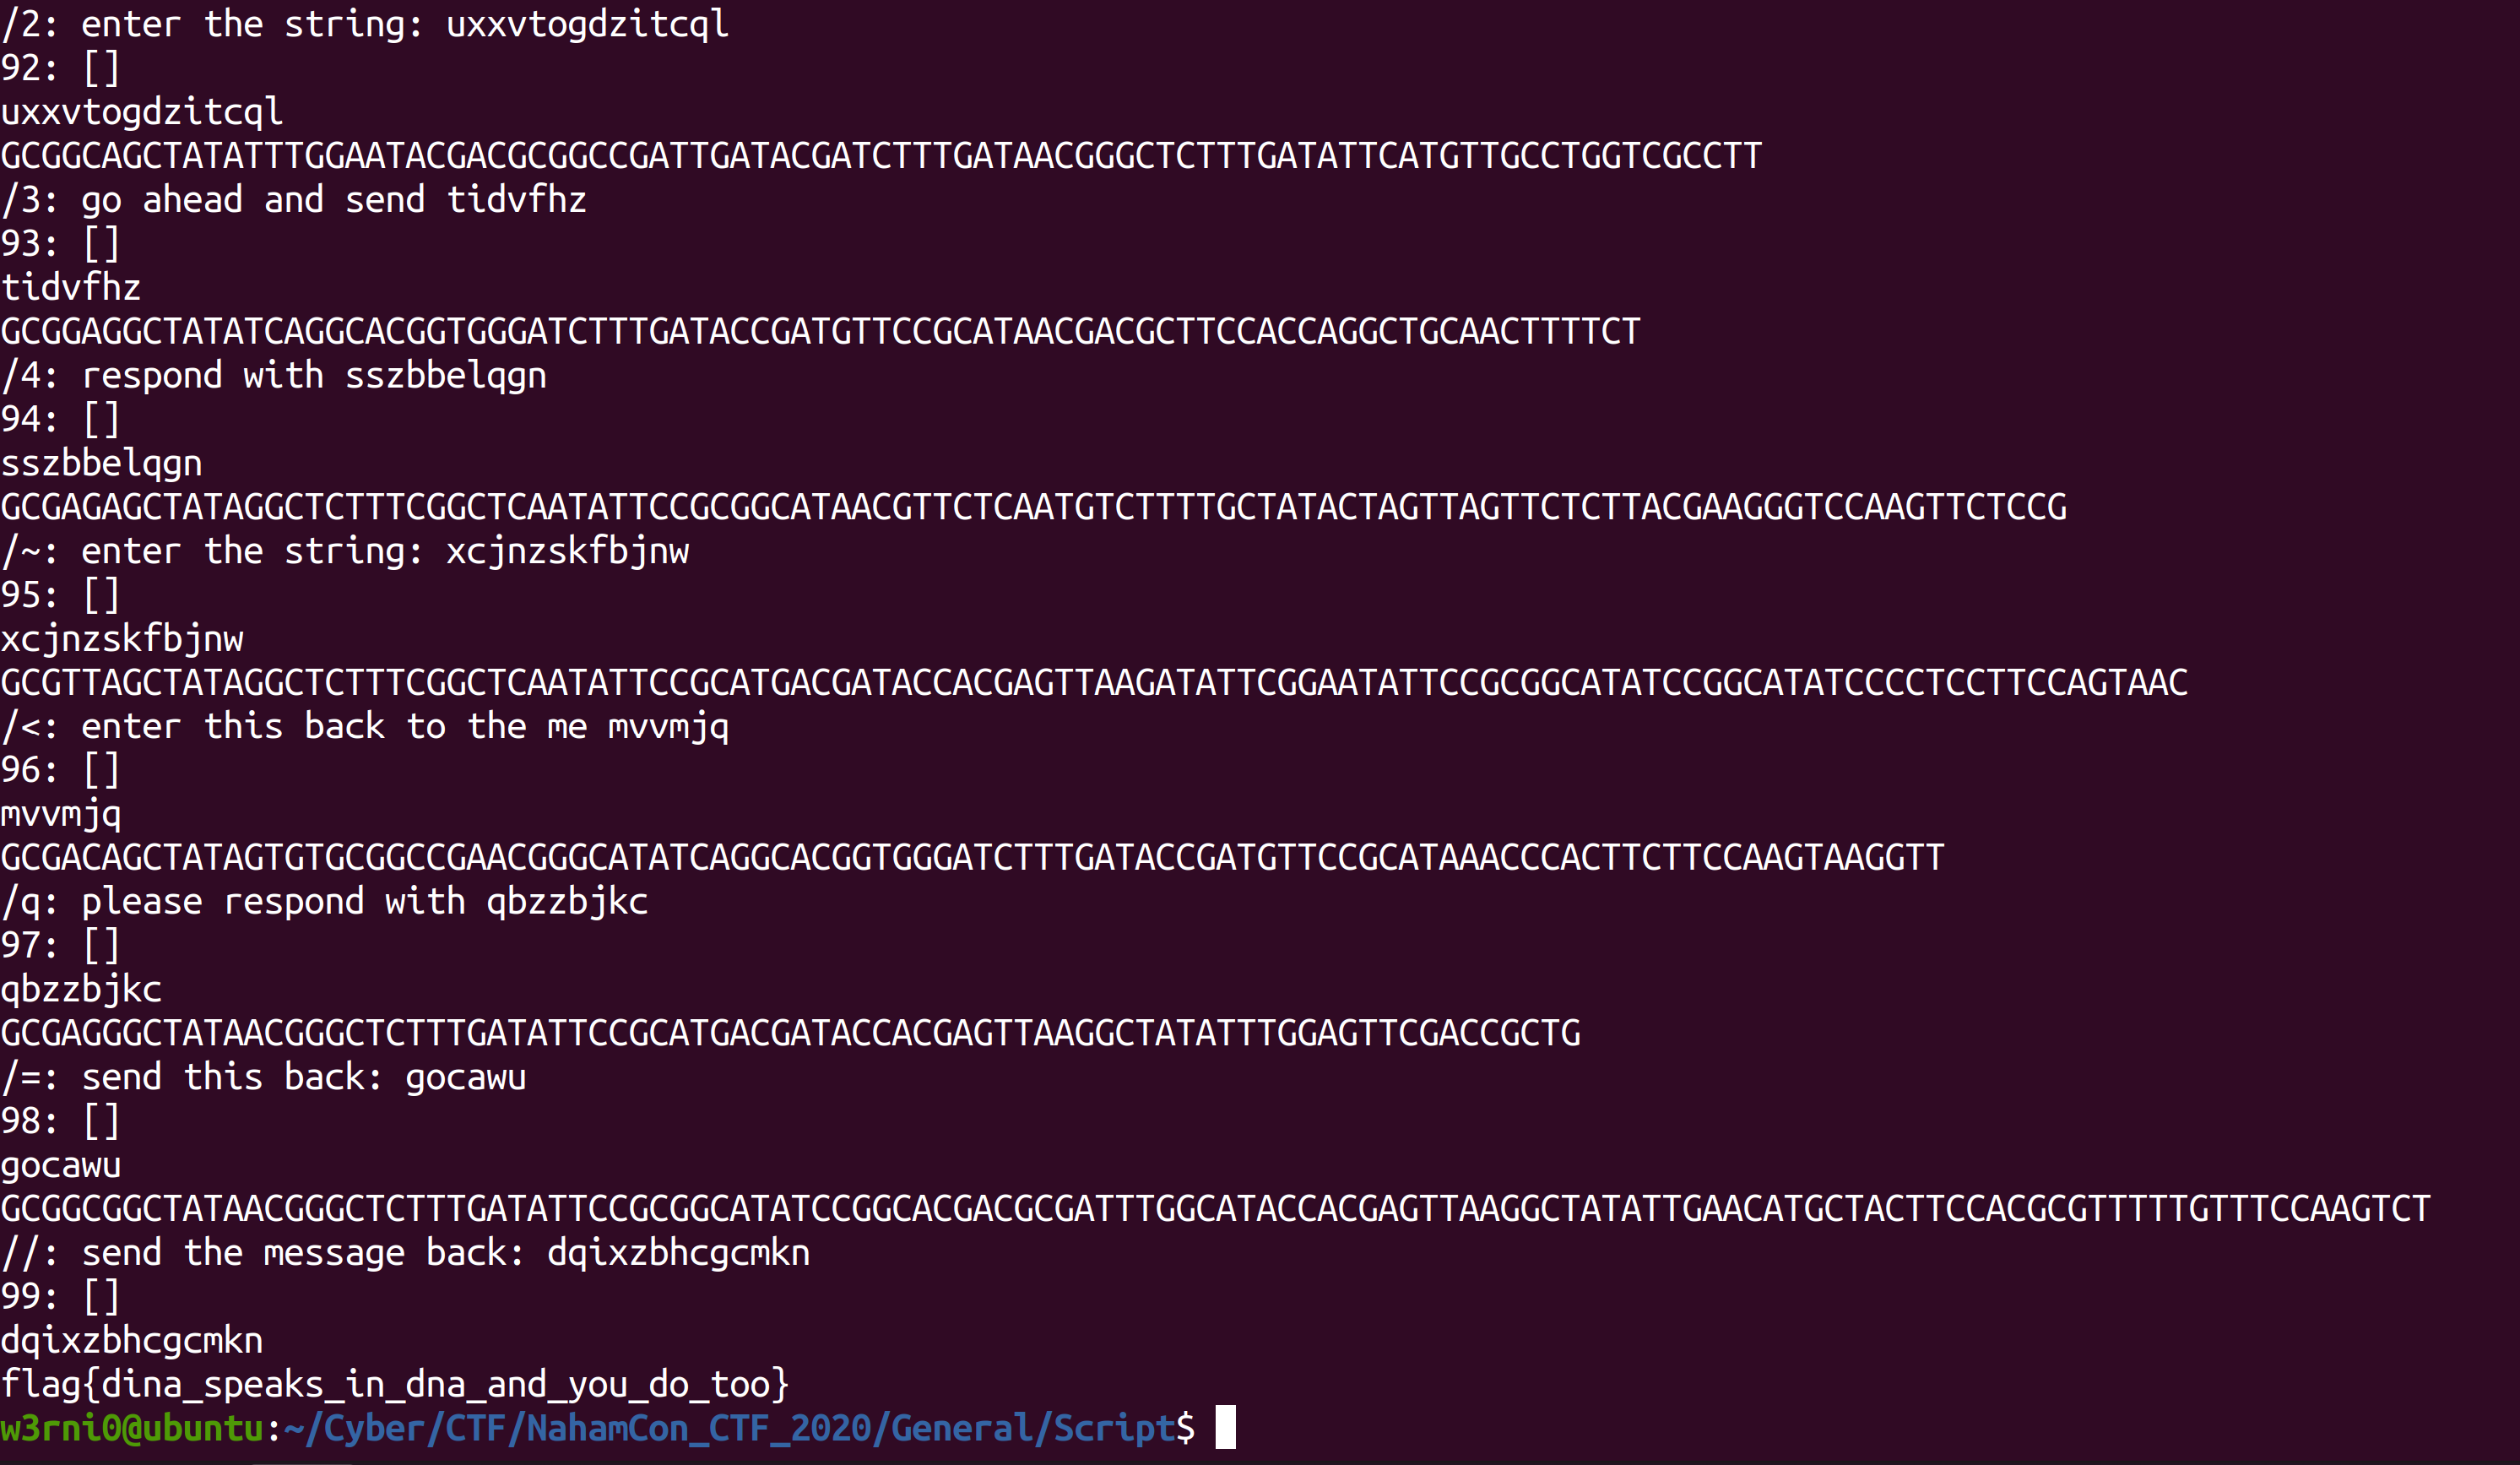 /2: enter the string: uxxvtogdzitcql
92: []
uxxvtogdzitcql
GCGGCAGCTATATTTGGAATACGACGCGGCCGATTGATACGATCTTTGATAACGGGCTCTTTGATATTCATGTTGCCTGGTCGCCTT
/3: go ahead and send tidvfhz
93: []
tidvfhz
GCGGAGGCTATATCAGGCACGGTGGGATCTTTGATACCGATGTTCCGCATAACGACGCTTCCACCAGGCTGCAACTTTTCT
/4: respond with sszbbelqgn
94: []
sszbbelqgn
GCGAGAGCTATAGGCTCTTTCGGCTCAATATTCCGCGGCATAACGTTCTCAATGTCTTTTGCTATACTAGTTAGTTCTCTTACGAAGGGTCCAAGTTCTCCG
/~: enter the string: xcjnzskfbjnw
95: []
xcjnzskfbjnw
GCGTTAGCTATAGGCTCTTTCGGCTCAATATTCCGCATGACGATACCACGAGTTAAGATATTCGGAATATTCCGCGGCATATCCGGCATATCCCCTCCTTCCAGTAAC
/<: enter this back to the me mvvmjq
96: []
mvvmjq
GCGACAGCTATAGTGTGCGGCCGAACGGGCATATCAGGCACGGTGGGATCTTTGATACCGATGTTCCGCATAAACCCACTTCTTCCAAGTAAGGTT
/q: please respond with qbzzbjkc
97: []
qbzzbjkc
GCGAGGGCTATAACGGGCTCTTTGATATTCCGCATGACGATACCACGAGTTAAGGCTATATTTGGAGTTCGACCGCTG
/=: send this back: gocawu
98: []
gocawu
GCGGCGGCTATAACGGGCTCTTTGATATTCCGCGGCATATCCGGCACGACGCGATTTGGCATACCACGAGTTAAGGCTATATTGAACATGCTACTTCCACGCGTTTTTGTTTCCAAGTCT
//: send the message back: dqixzbhcgcmkn
99: []
dqixzbhcgcmkn
flag{dina_speaks_in_dna_and_you_do_too}
w3rni0@ubuntu:~/Cyber/CTF/NahamCon_CTF_2020/General/Script$